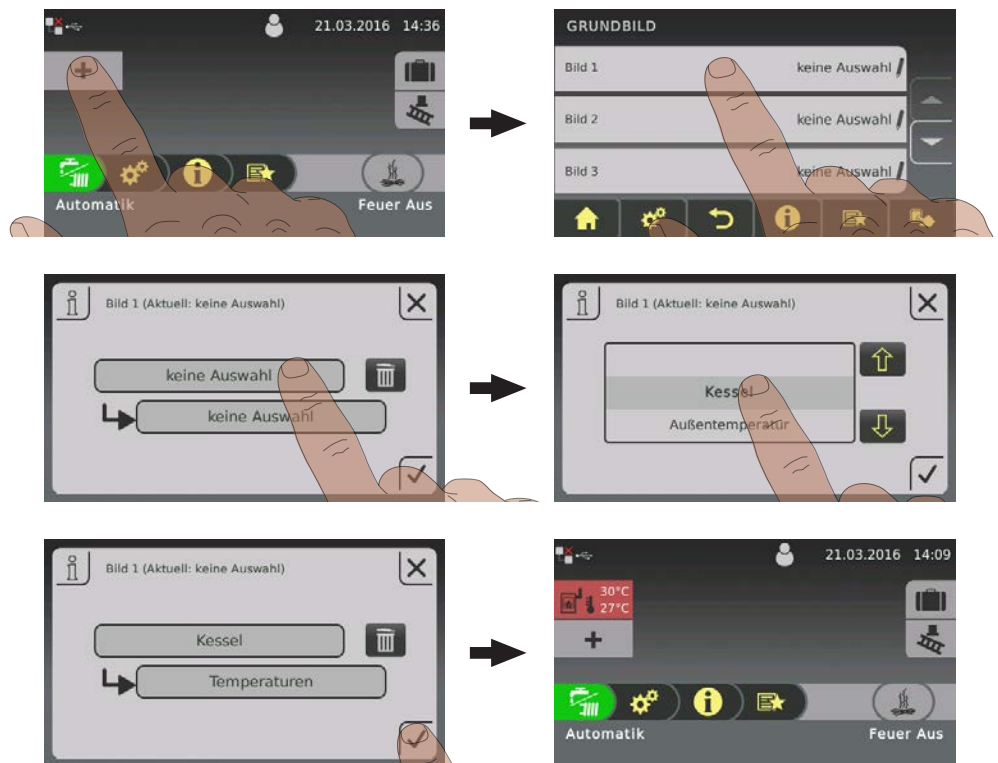 21.03.2016 14:36
Automatik
Feuer Aus
GRUNDBILD
Bild 1 keine Auswahl
Bild 2 keine Auswahl
Bild 3 keine Auswahl
Bild 1 (Aktuell: keine Auswahl)
keine Auswahl
keine Auswahl
Bild 1 (Aktuell: keine Auswahl)
Kessel
Außentemperatur
Bild 1 (Aktuell: keine Auswahl)
Kessel
Temperaturen
21.03.2016 14:09
30°C
27°C
Automatik
Feuer Aus